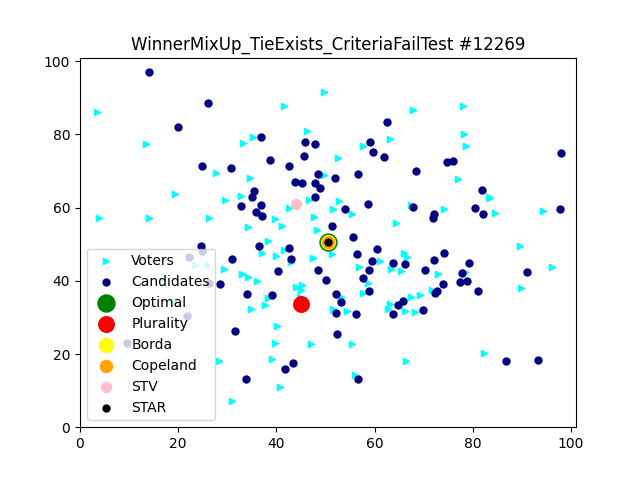 WinnerMixUp_TieExists_CriteriaFailTest #12269
100
80
60
40
20
0
0 20 40 60 80 100
Voters
Candidates
Optimal
Plurality
Borda
Copeland
STV
STAR